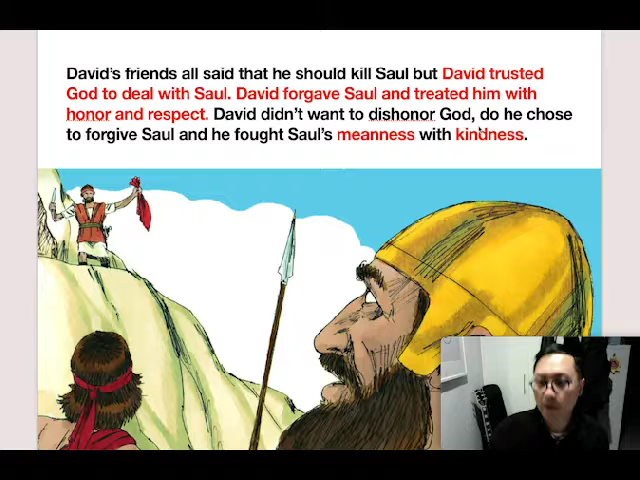 David's friends all said that he should kill Saul but David trusted
God to deal with Saul. David forgave Saul and treated him with
honor and respect. David didn't want to dishonor God, do he chose
to forgive Saul and he fought Saul's meanness with kindness.